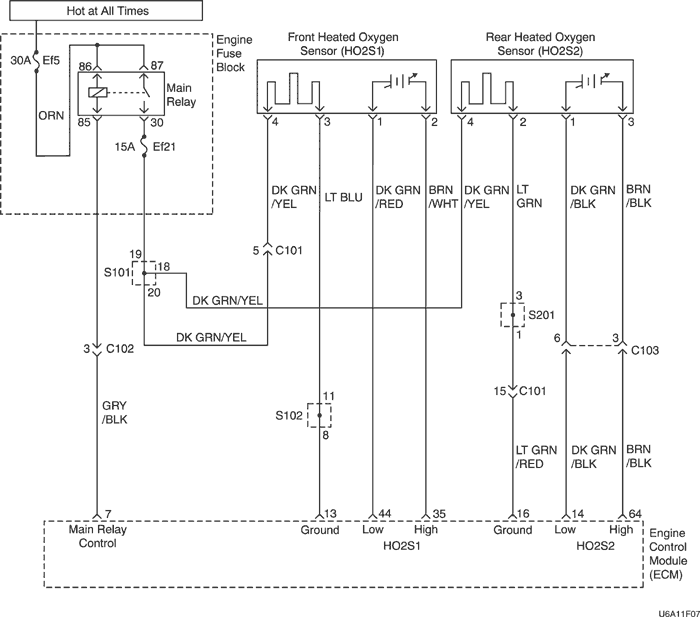 Hot at All Times
Front Heated Oxygen
Sensor (HO2S1)
Rear Heated Oxygen
Sensor (HO2S2)
Engine
Fuse
Block
30A Ef5
86
87
Main
Relay
ORN
85
30
15A Ef21
4
3
1
2
4
2
1
3
DK GRN
/YEL
LT BLU
DK GRN
/RED
BRN
/WHT
DK GRN
/YEL
LT
GRN
DK GRN
/BLK
BRN
/BLK
5 C101
19
S101
18
20
DK GRN/YEL
DK GRN/YEL
3
S201
1
3 C102
6
3
C103
15 C101
GRY
/BLK
11
S102
8
LT GRN
/RED
DK GRN
/BLK
BRN
/BLK
7
13
44
35
16
14
64
Main Relay
Control
Ground
Low
High
HO2S1
Ground
Low
High
HO2S2
Engine
Control
Module
(ECM)
U6A11F07